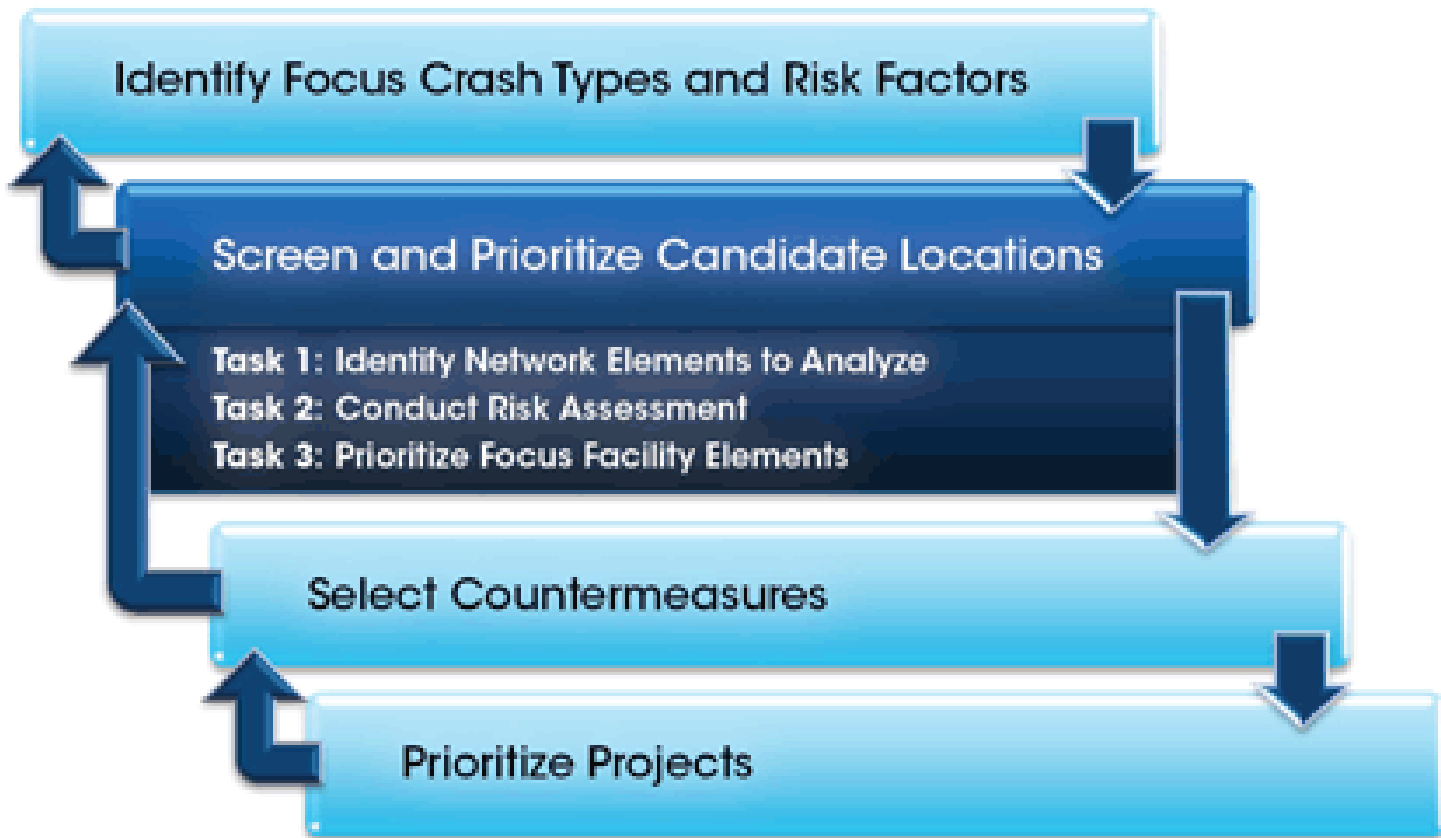 Identify Focus Crash Types and Risk Factors
Screen and Prioritize Candidate Locations
Task 1: Identify Network Elements to Analyze
Task 2: Conduct Risk Assessment
Task 3: Prioritize Focus Facility Elements
Select Countermeasures
Prioritize Projects